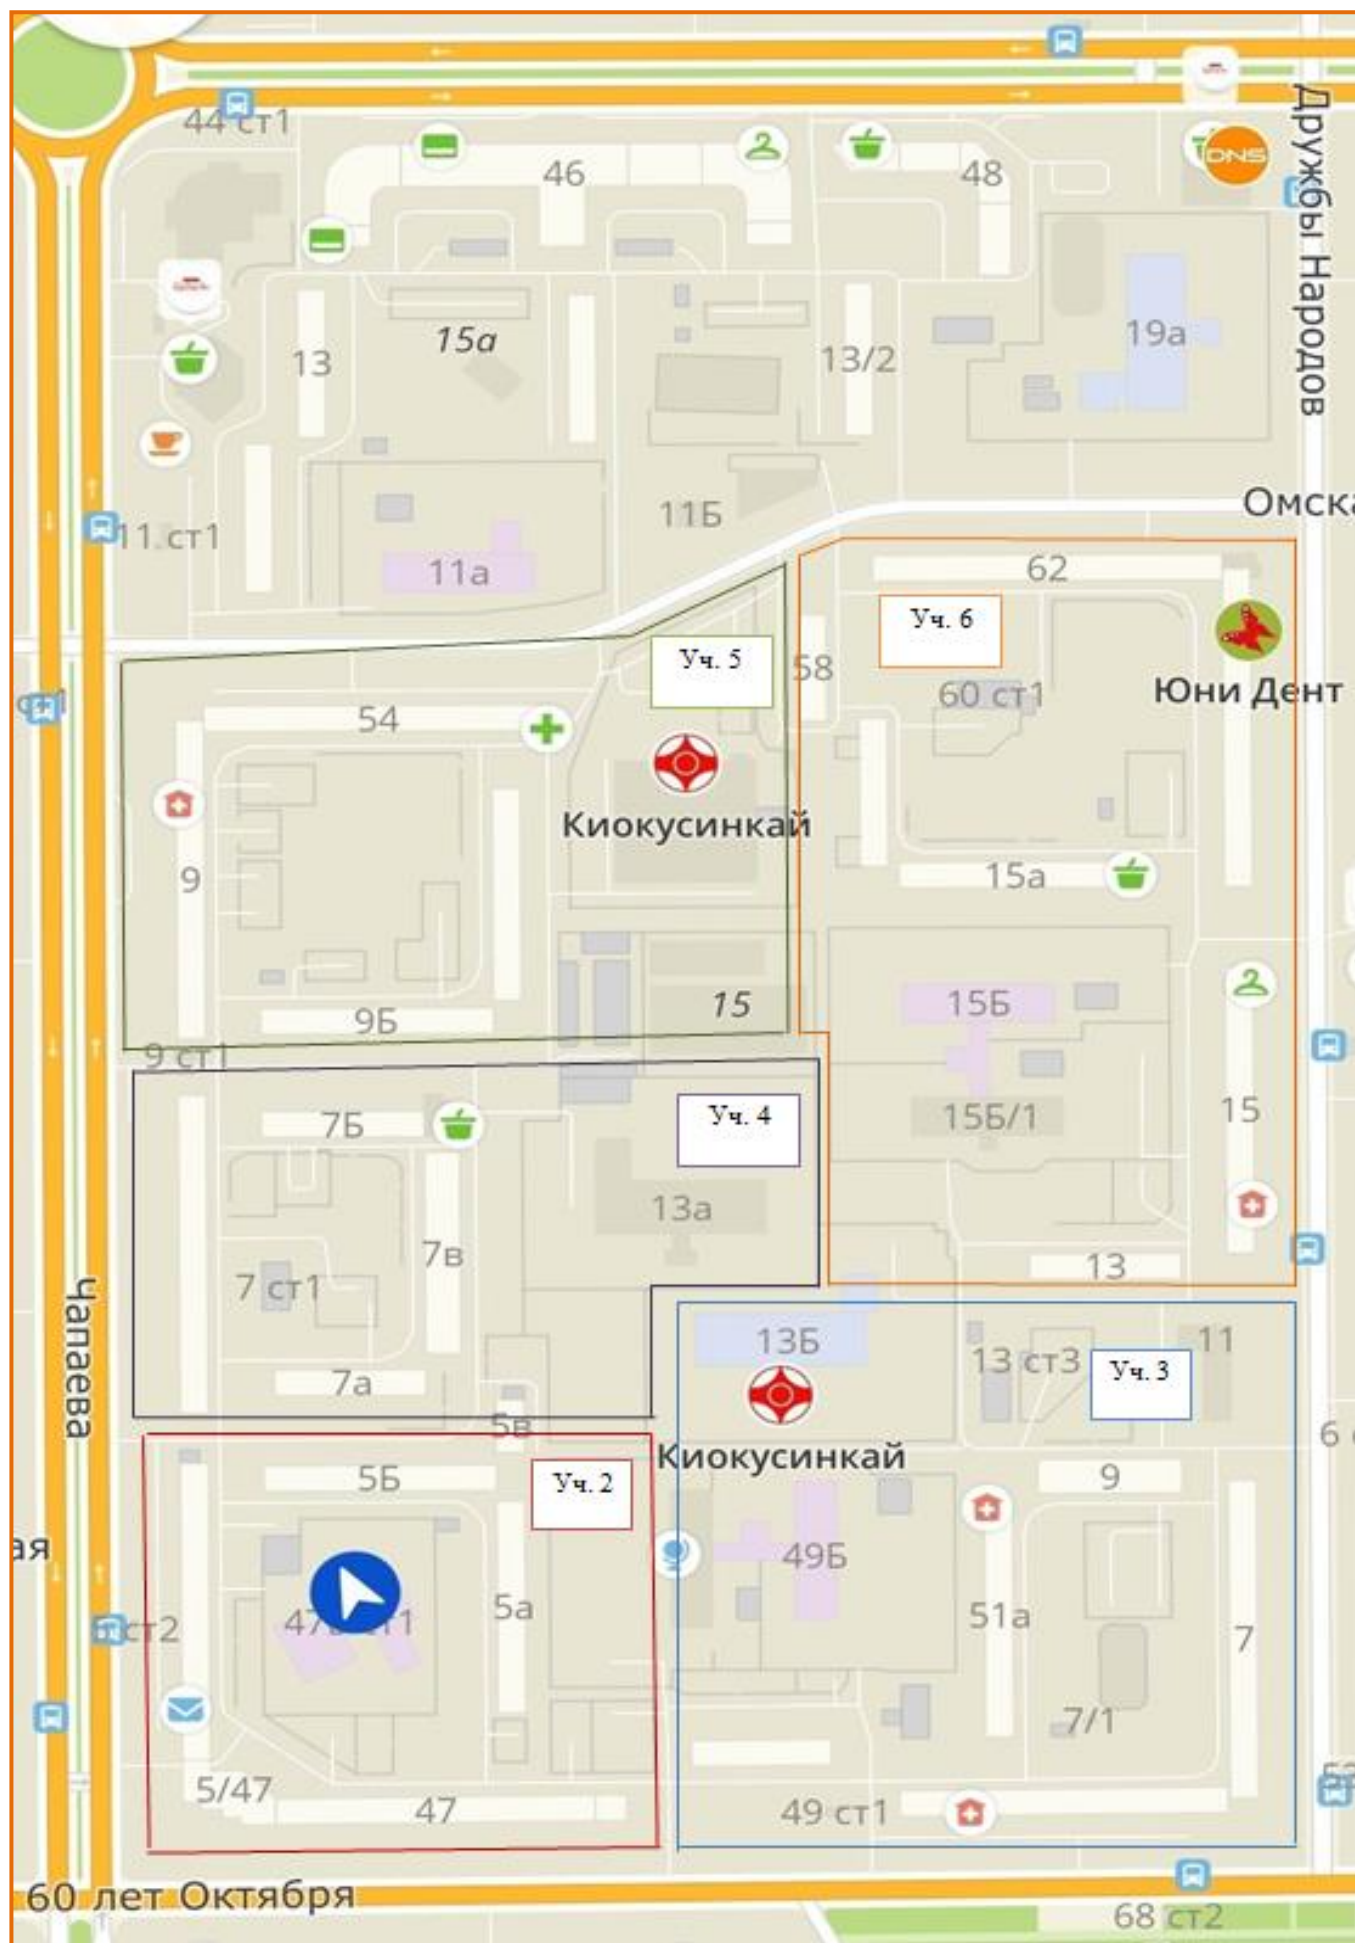 44 ст1
46
48
DNS
Дружбы Народов
15а
13
13/2
19а
11Б
11 ст1
11а
Омска
62
Уч. 6
Уч. 5
58
60 ст1
Юни Дент
54
Киокусинкай
9
15а
15
9Б
15Б
9 ст1
Уч. 4
7Б
15Б/1
15
13а
7в
7 ст1
13
Чапаева
13Б
13 ст3
11
Уч. 3
7а
5в
6
Киокусинкай
5Б
Уч. 2
9
ая
49Б
5а
51а
ст2
7
7/1
5/47
47
49 ст1
60 лет Октября
68 ст2